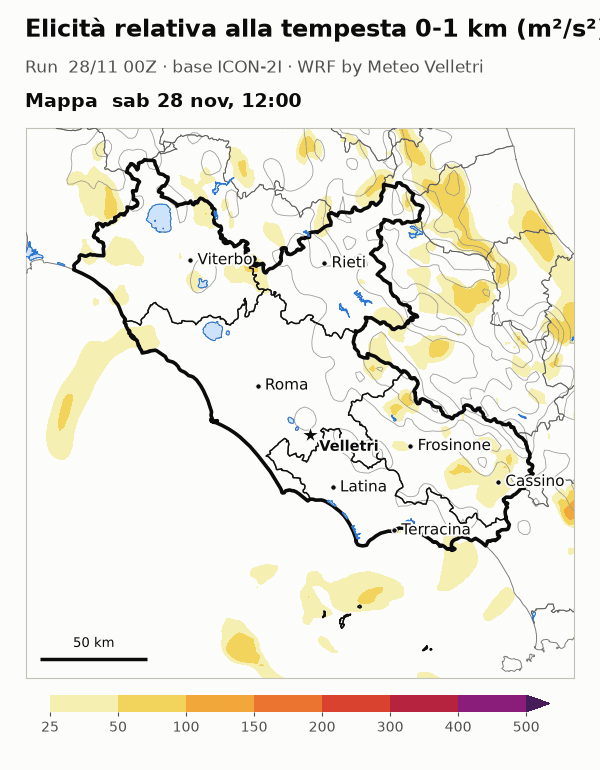 Elicità relativa alla tempesta 0-1 km (m²/s²)
Run  28/11 00Z · base ICON-2I · WRF by Meteo Velletri
Mappa  sab 28 nov, 12:00
Viterbo
Rieti
Roma
Velletri
Frosinone
Latina
Cassino
Terracina
50 km
25 50 100 150 200 300 400 500